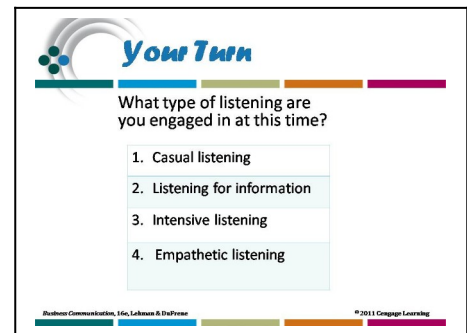 Your Turn
What type of listening are
you engaged in at this time?
1. Casual listening
2. Listening for information
3. Intensive listening
4. Empathetic listening
Business Communication, 16e, Lehman & DuFrene
© 2011 Cengage Learning